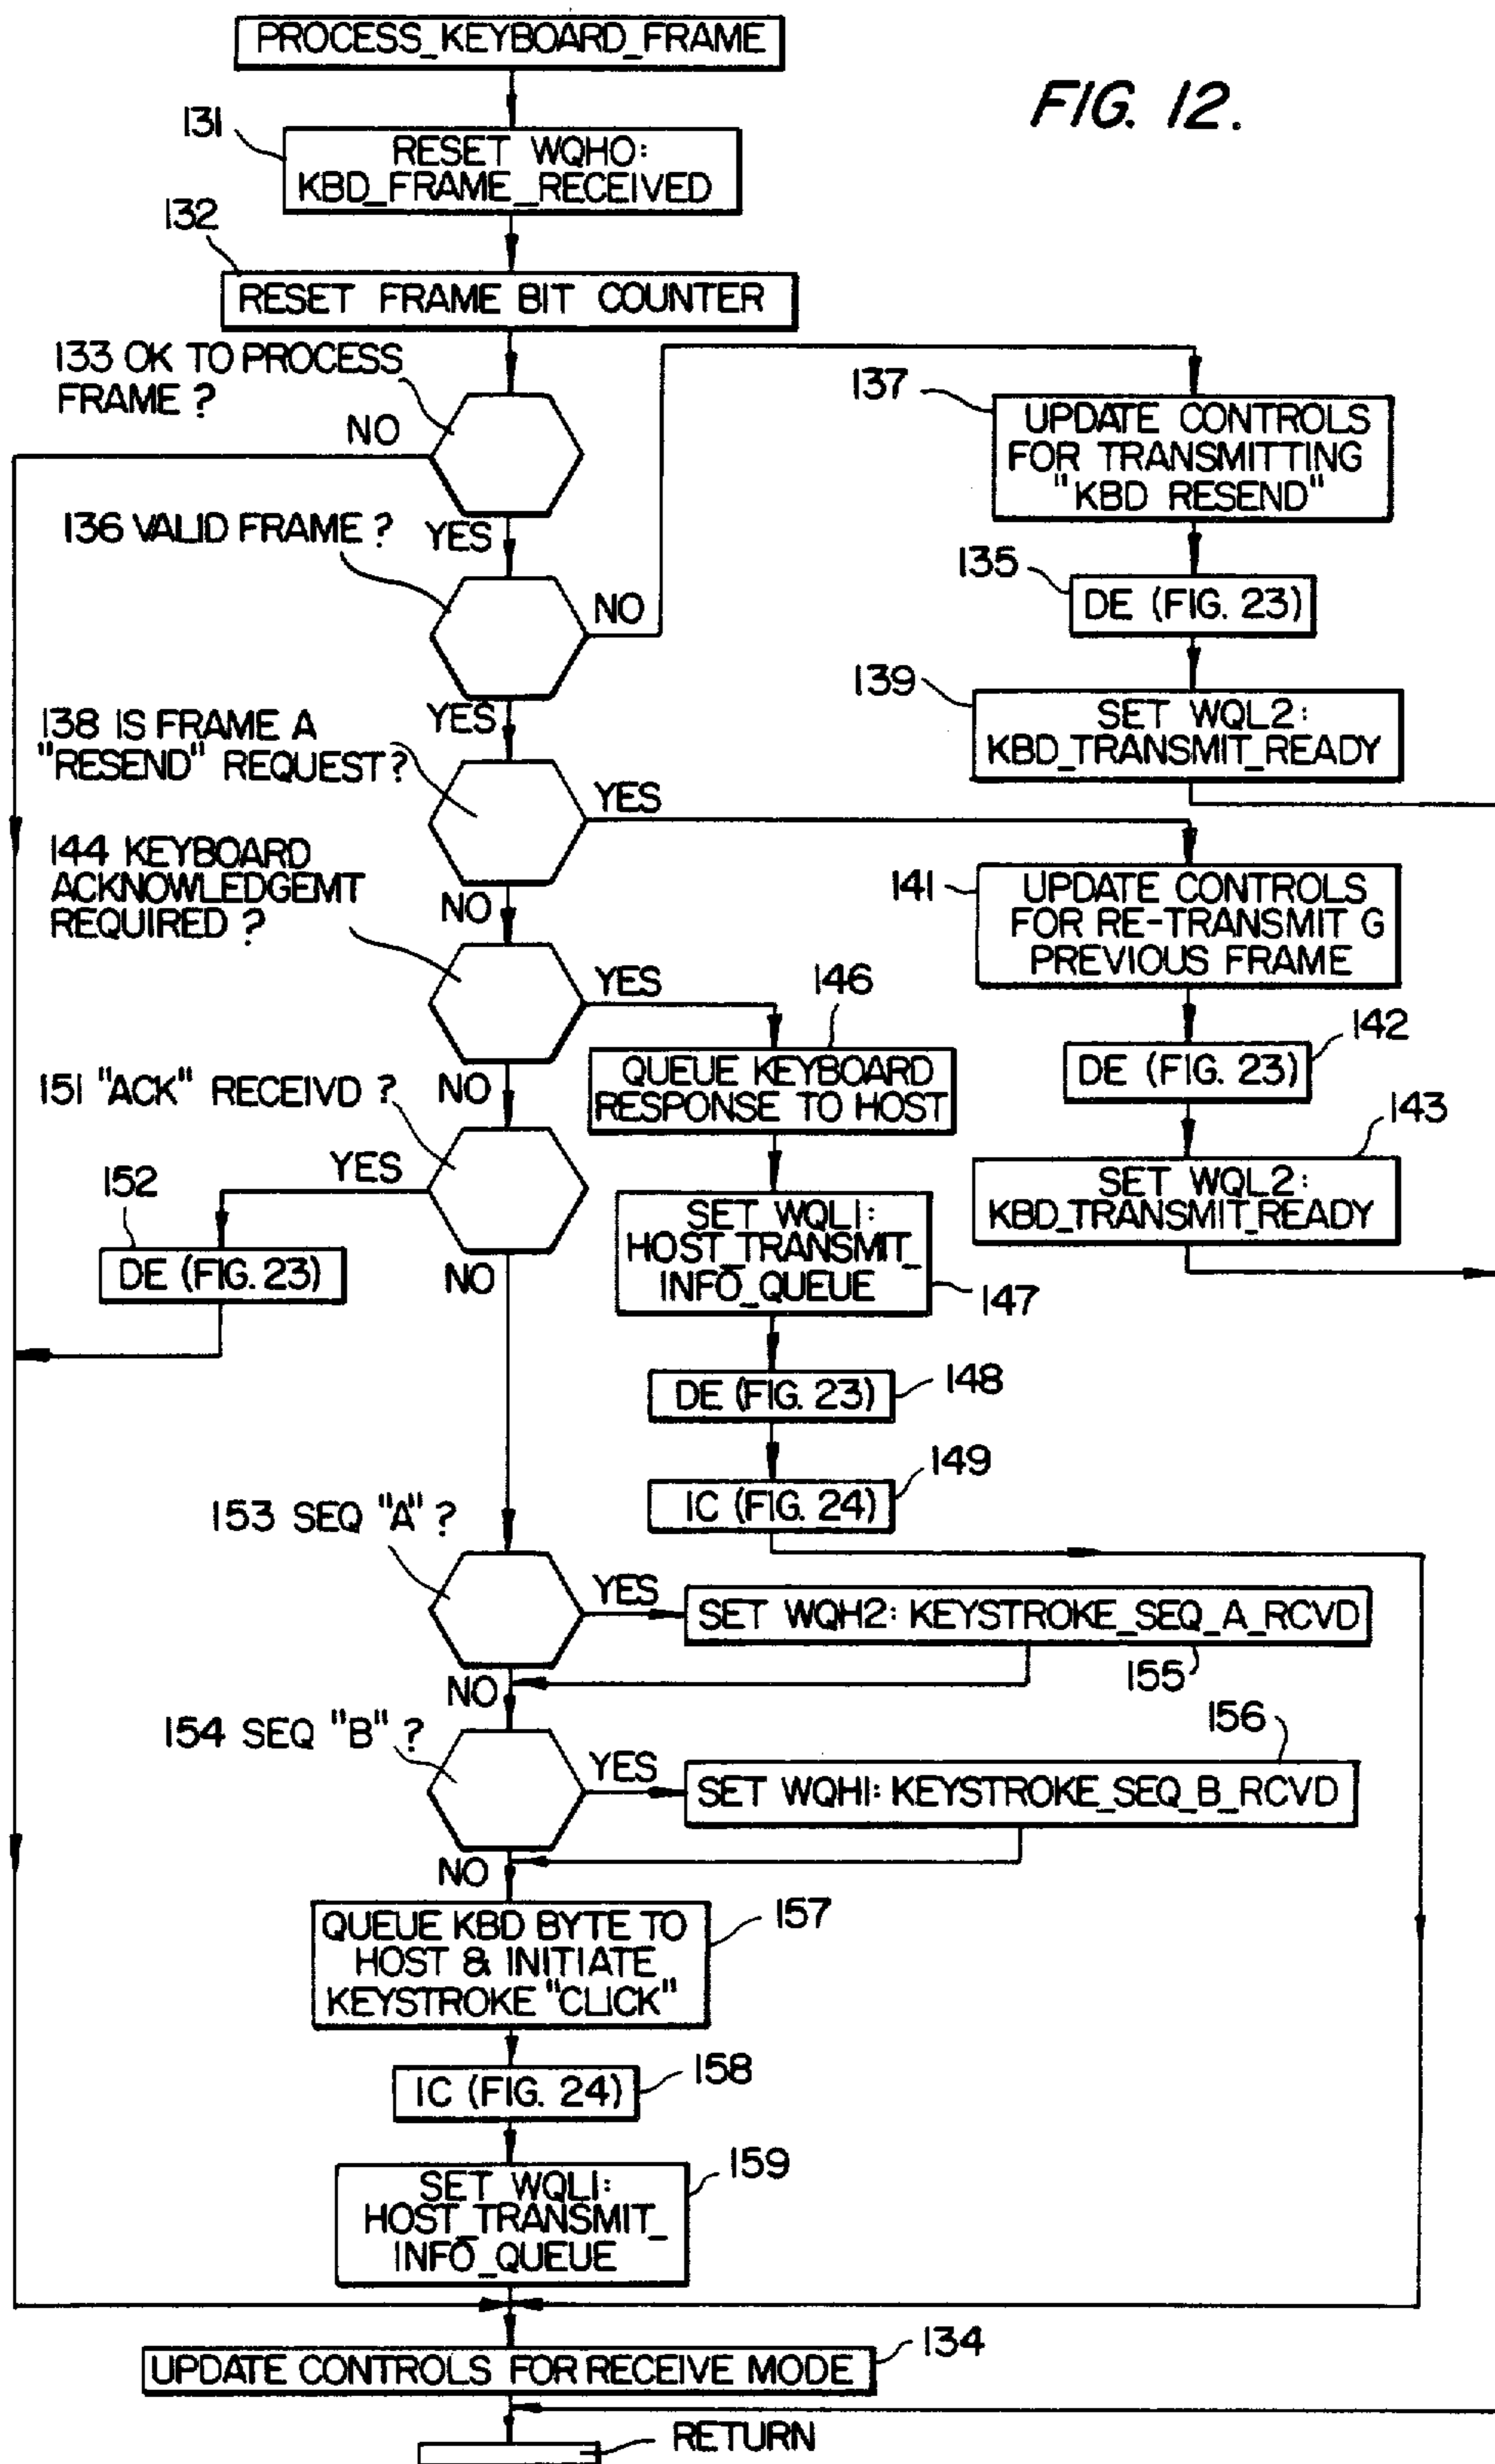 PROCESS_KEYBOARD_FRAME
FIG. 12.
131
RESET WQH0:
KBD_FRAME_RECEIVED
132
RESET FRAME BIT COUNTER
133 OK TO PROCESS
FRAME ?
NO
YES
137
UPDATE CONTROLS
FOR TRANSMITTING
"KBD RESEND"
136 VALID FRAME ?
NO
YES
135
DE (FIG. 23)
139
SET WQL2:
KBD_TRANSMIT_READY
138 IS FRAME A
"RESEND" REQUEST?
YES
NO
141
UPDATE CONTROLS
FOR RE-TRANSMIT G
PREVIOUS FRAME
142
DE (FIG. 23)
143
SET WQL2:
KBD_TRANSMIT_READY
144 KEYBOARD
ACKNOWLEDGEMT
REQUIRED ?
YES
NO
146
QUEUE KEYBOARD
RESPONSE TO HOST
SET WQL1:
HOST_TRANSMIT_
INFO_QUEUE
147
DE (FIG. 23)
148
149
IC (FIG. 24)
151 "ACK" RECEIVD ?
YES
NO
152
DE (FIG. 23)
153 SEQ "A" ?
YES
NO
SET WQH2: KEYSTROKE_SEQ_A_RCVD
155
154 SEQ "B" ?
YES
NO
156
SET WQH1: KEYSTROKE_SEQ_B_RCVD
QUEUE KBD BYTE TO
HOST & INITIATE
KEYSTROKE "CLICK"
157
IC (FIG. 24)
158
SET WQL1:
HOST_TRANSMIT_
INFO_QUEUE
159
UPDATE CONTROLS FOR RECEIVE MODE
134
RETURN